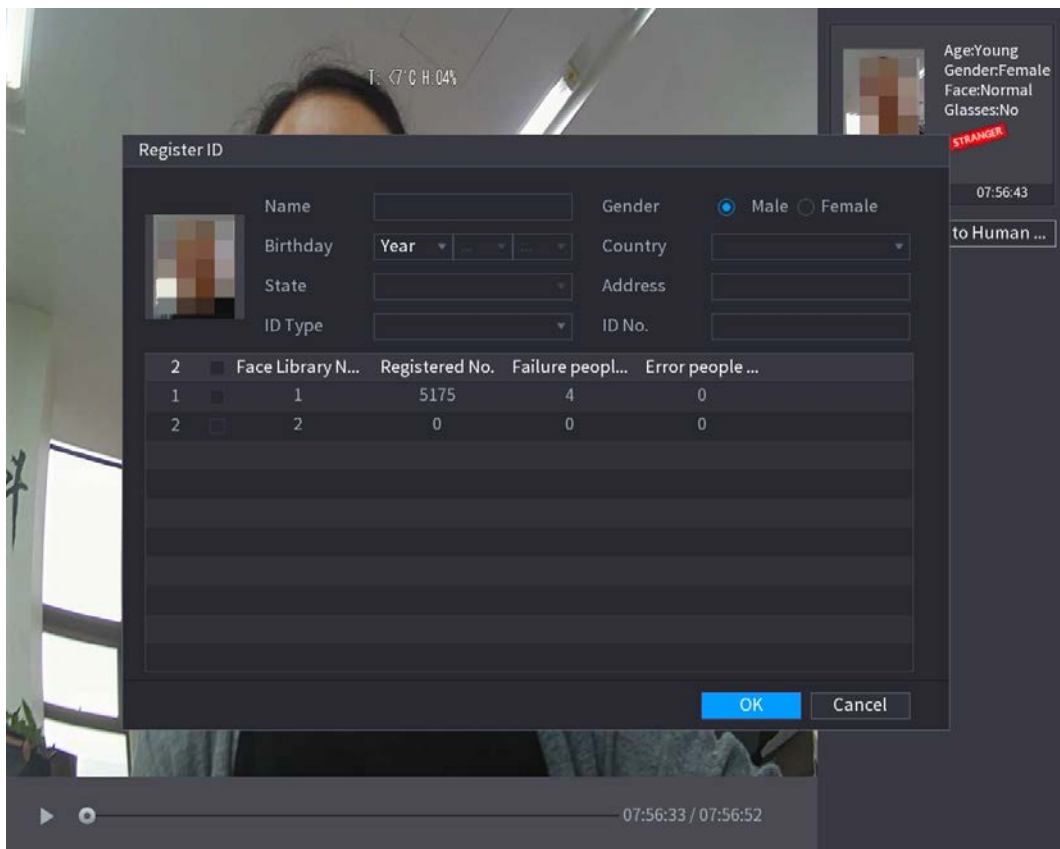 T: <7°C H:04%
Age:Young
Gender:Female
Face:Normal
Glasses:No
STRANGER
07:56:43
to Human ...
Register ID
Name
Gender Male Female
Birthday Year ... ... Country
State Address
ID Type ID No.
2 Face Library N... Registered No. Failure peopl... Error people ...
1 1 5175 4 0
2 2 0 0 0
OK Cancel
07:56:33 / 07:56:52